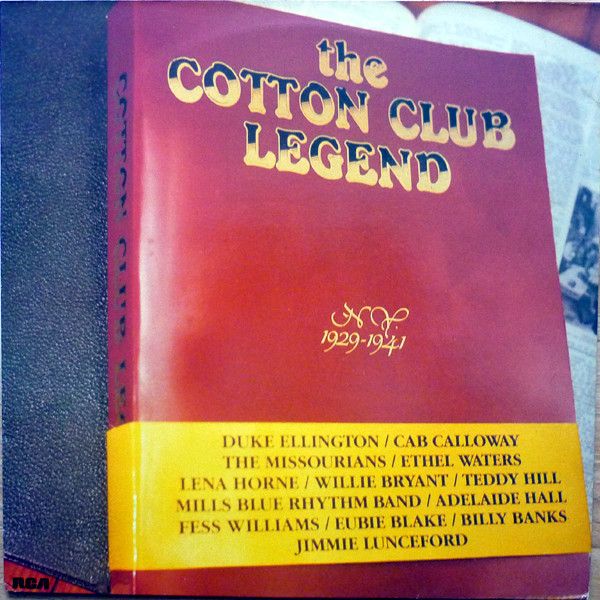 the
COTTON CLUB
LEGEND
N.Y.
1929-1941
DUKE ELLINGTON / CAB CALLOWAY
THE MISSOURIANS / ETHEL WATERS
LENA HORNE / WILLIE BRYANT / TEDDY HILL
MILLS BLUE RHYTHM BAND / ADELAIDE HALL
FESS WILLIAMS / EUBIE BLAKE / BILLY BANKS
JIMMIE LUNCEFORD
COTTON CLUB
RCA